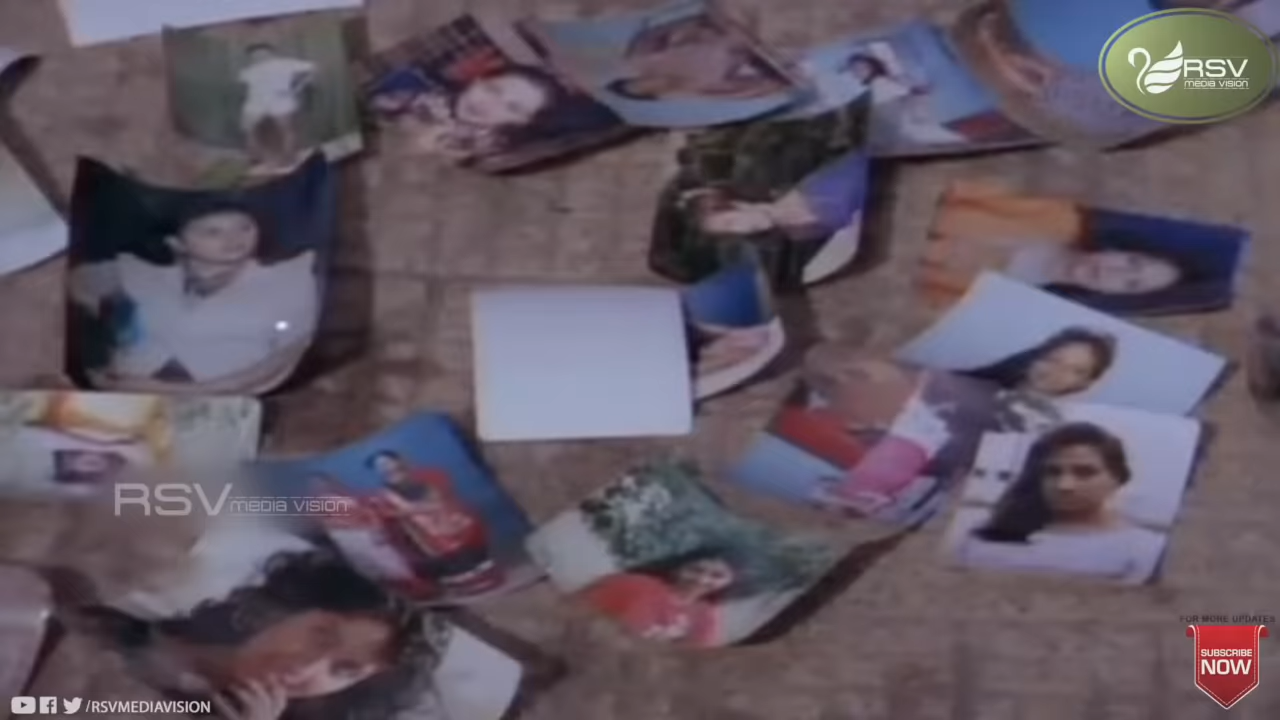 RSV
MEDIA VISION
RSV MEDIA VISION
FOR MORE UPDATES
SUBSCRIBE
NOW
/RSVMEDIAVISION